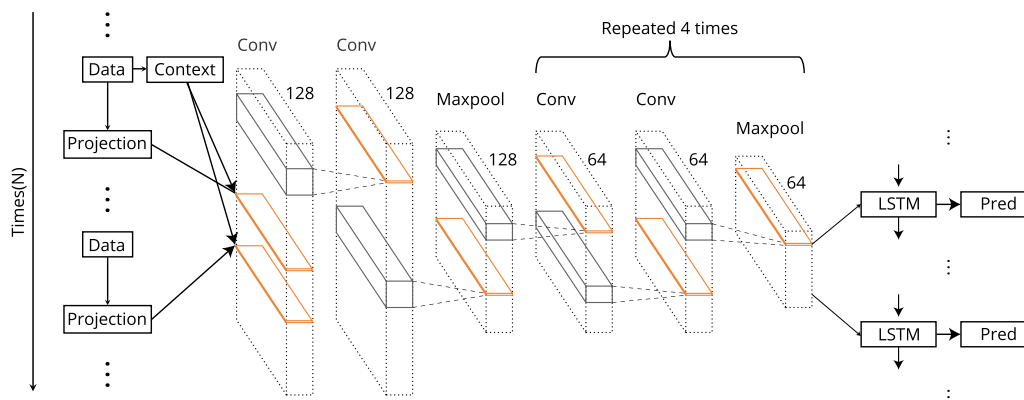 Repeated 4 times
Conv
Conv
Data
Context
128
128
Maxpool
Conv
Conv
Maxpool
Projection
128
64
64
64
Times(N)
LSTM
Pred
Data
Projection
LSTM
Pred